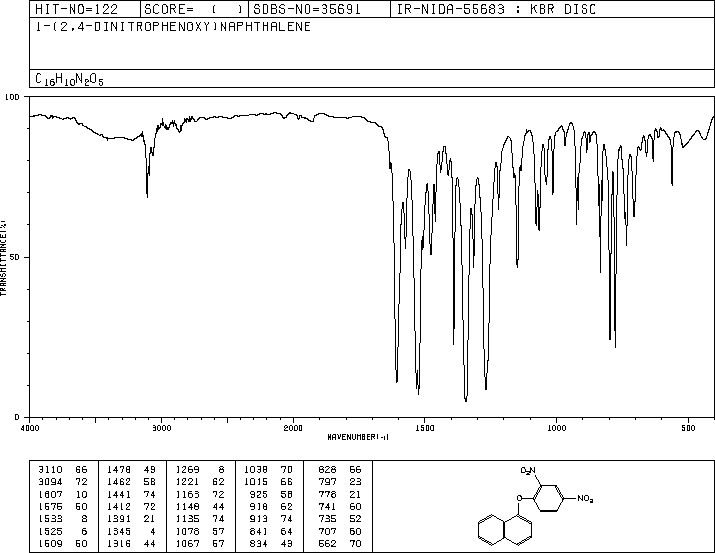 HIT-NO=122 SCORE= ( ) SDBS-NO=35691 IR-NIDA-55683 : KBR DISC
1-(2,4-DINITROPHENOXY)NAPHTHALENE
C16H10N2O5
100
50
0
TRANSMITTANCE(%)
4000 3000 2000 1500 1000 500
WAVENUMBER(-1)
3110 66 1478 49 1269 8 1038 70 828 56
3094 72 1462 58 1221 62 1015 66 797 23
1607 10 1441 74 1163 72 925 58 778 21
1575 50 1412 72 1148 44 918 62 741 60
1533 8 1391 21 1135 74 913 74 735 52
1525 6 1345 4 1078 57 841 64 707 60
1509 50 1316 44 1067 57 834 43 562 70
O2N
NO2
O